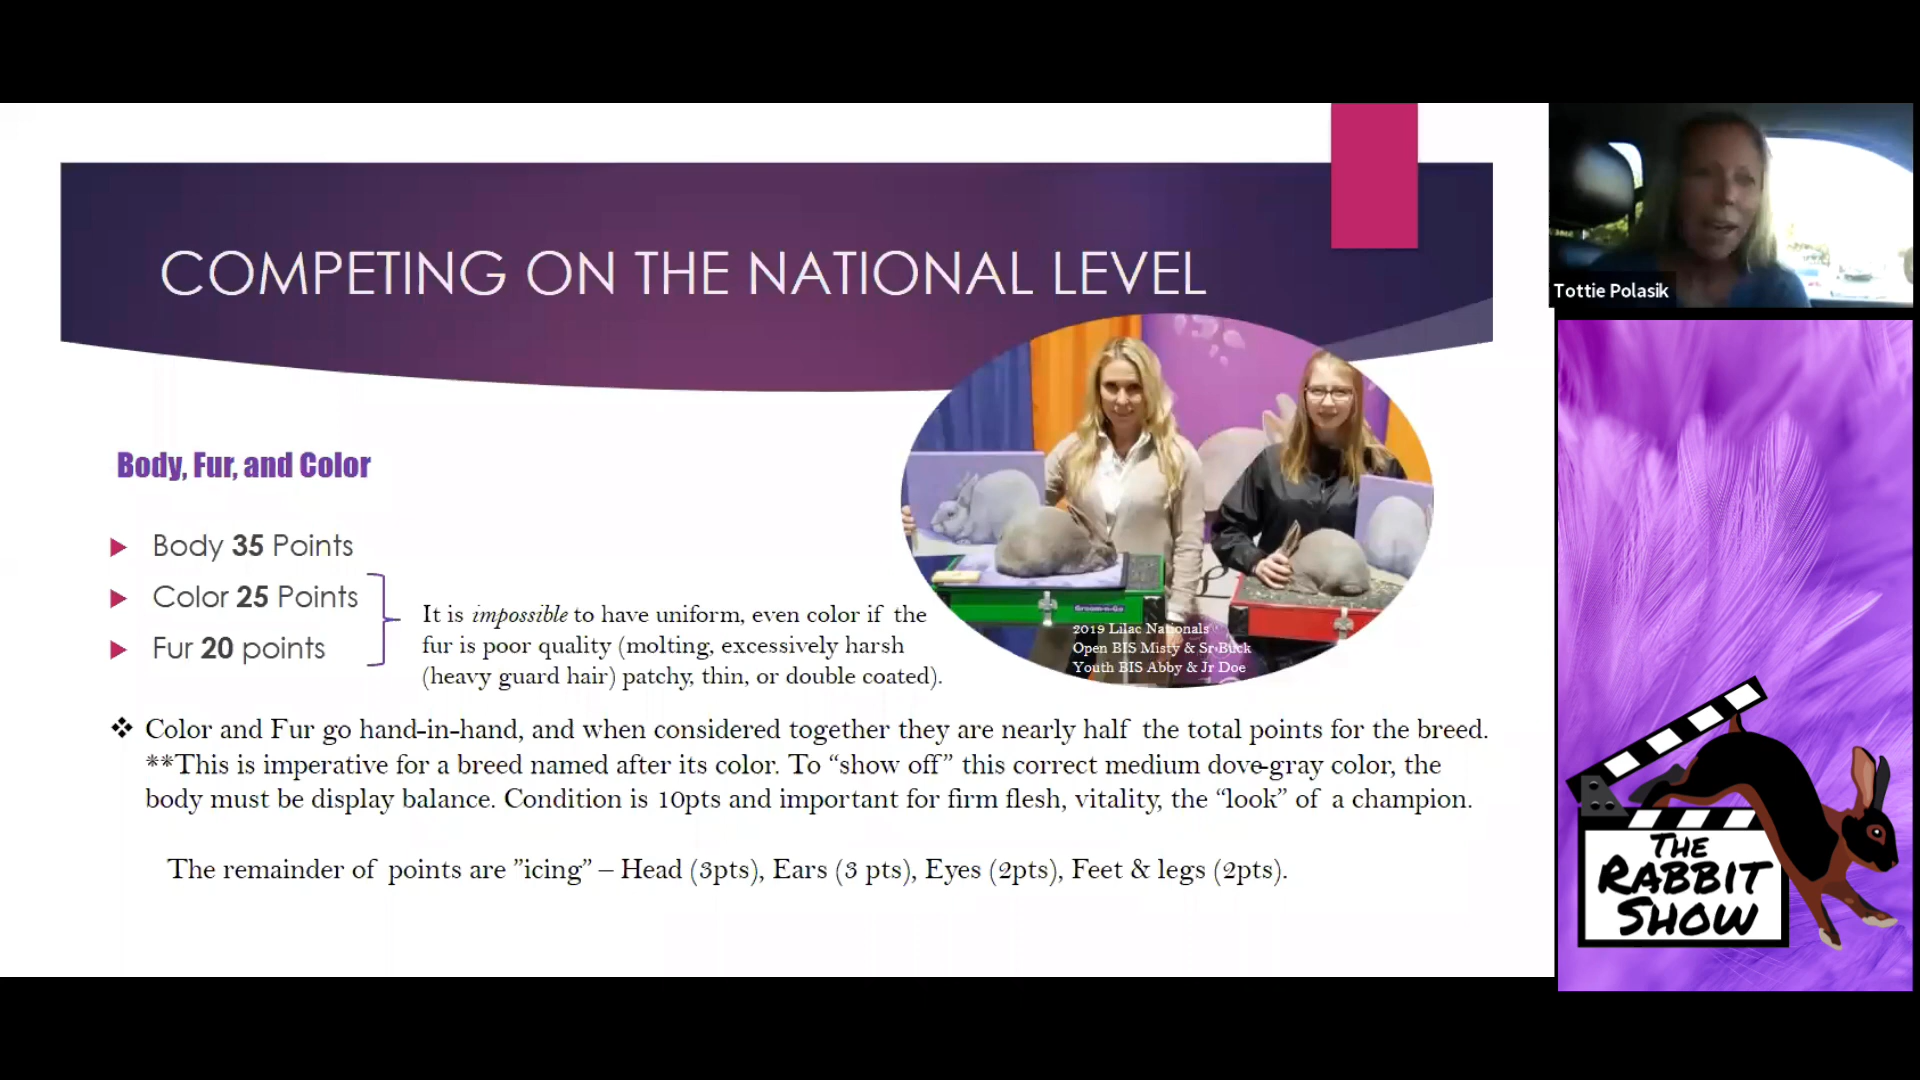 COMPETING ON THE NATIONAL LEVEL
Tottie Polasik
Body, Fur, and Color
Body 35 Points
Color 25 Points
Fur 20 points
It is impossible to have uniform, even color if the
fur is poor quality (molting, excessively harsh
(heavy guard hair) patchy, thin, or double coated).
Groom-n-Go
2019 Lilac Nationals
Open BIS Misty & Sr Buck
Youth BIS Abby & Jr Doe
Color and Fur go hand-in-hand, and when considered together they are nearly half the total points for the breed.
**This is imperative for a breed named after its color. To “show off” this correct medium dove-gray color, the
body must be display balance. Condition is 10pts and important for firm flesh, vitality, the “look” of a champion.
The remainder of points are ”icing” – Head (3pts), Ears (3 pts), Eyes (2pts), Feet & legs (2pts).
THE
RABBIT
SHOW